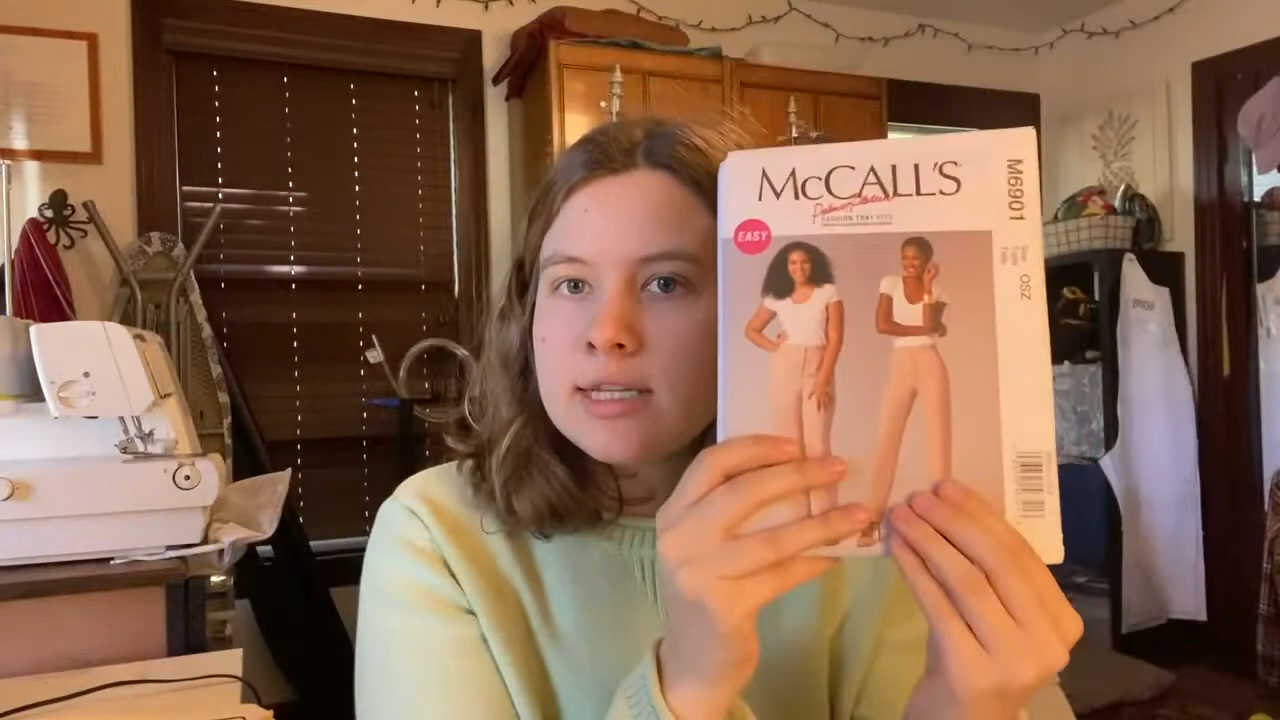 McCALL'S
Palmer/Pletsch
FASHION THAT FITS
EASY
M6901
OSZ